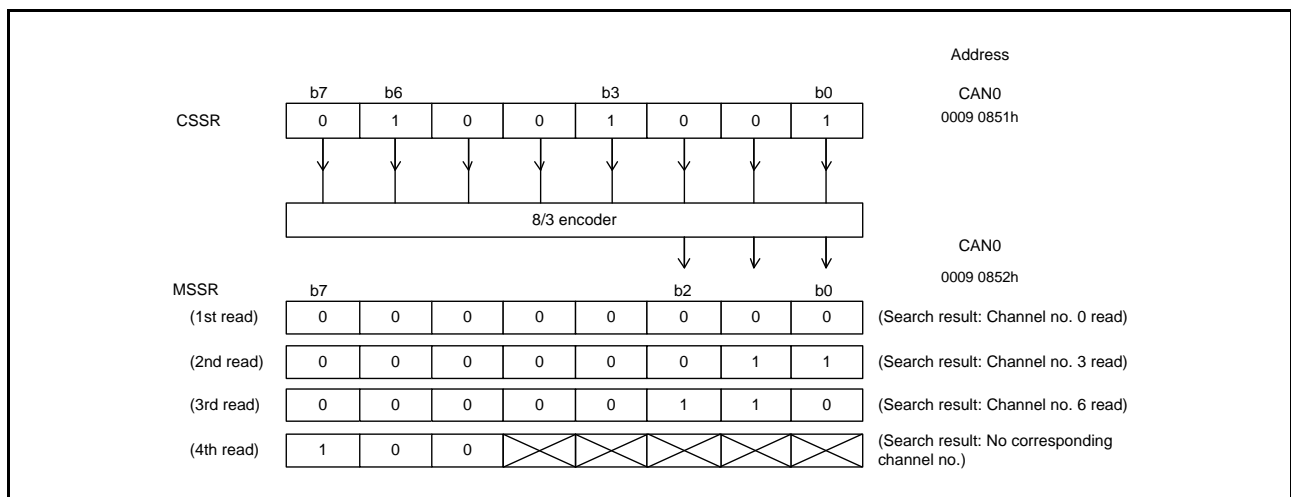 Address
b7 b6 b3 b0 CAN0
CSSR 0 1 0 0 1 0 0 1 0009 0851h
8/3 encoder
CAN0
0009 0852h
MSSR b7 b2 b0
(1st read) 0 0 0 0 0 0 0 0 (Search result: Channel no. 0 read)
(2nd read) 0 0 0 0 0 0 1 1 (Search result: Channel no. 3 read)
(3rd read) 0 0 0 0 0 1 1 0 (Search result: Channel no. 6 read)
(4th read) 1 0 0 (Search result: No corresponding
channel no.)